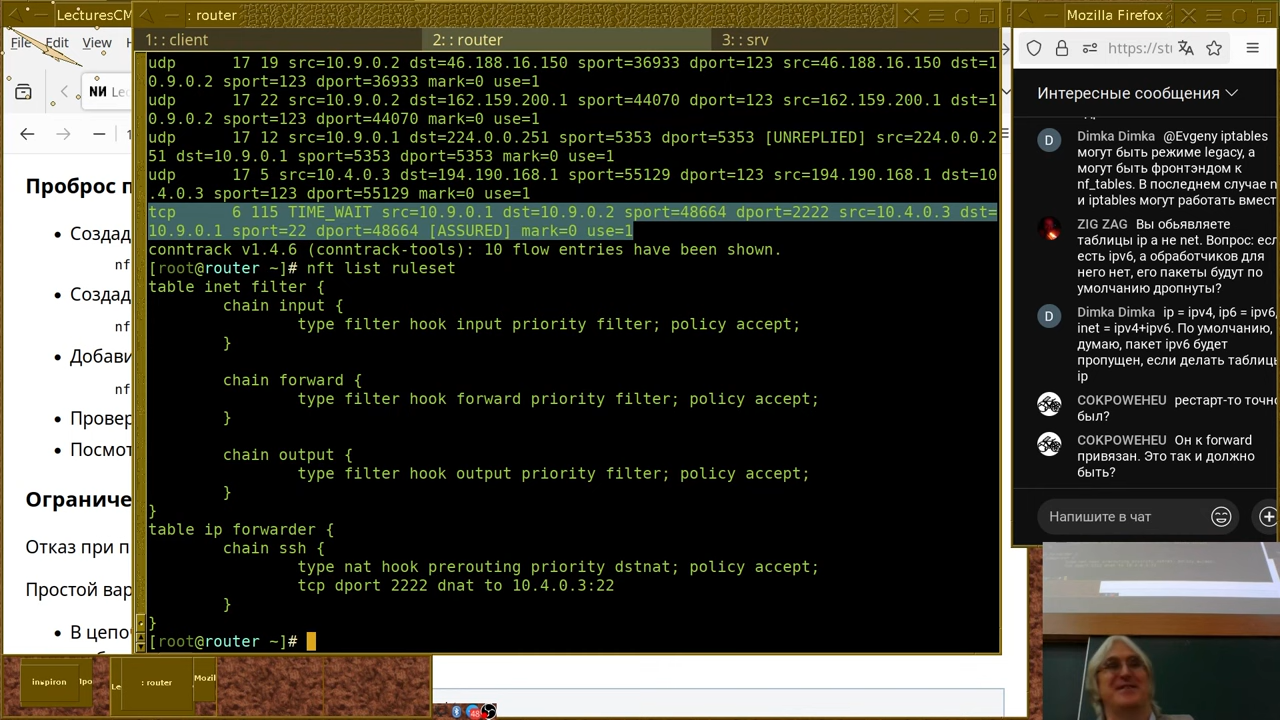 LecturesCM
: router
Mozilla Firefox
File Edit View
1: : client
2: : router
3: : srv
https://stu
Интересные сообщения
udp 17 19 src=10.9.0.2 dst=46.188.16.150 sport=36933 dport=123 src=46.188.16.150 dst=1
0.9.0.2 sport=123 dport=36933 mark=0 use=1
udp 17 22 src=10.9.0.2 dst=162.159.200.1 sport=44070 dport=123 src=162.159.200.1 dst=1
0.9.0.2 sport=123 dport=44070 mark=0 use=1
udp 17 12 src=10.9.0.1 dst=224.0.0.251 sport=5353 dport=5353 [UNREPLIED] src=224.0.0.2
51 dst=10.9.0.1 sport=5353 dport=5353 mark=0 use=1
udp 17 5 src=10.4.0.3 dst=194.190.168.1 sport=55129 dport=123 src=194.190.168.1 dst=10
.4.0.3 sport=123 dport=55129 mark=0 use=1
tcp 6 115 TIME_WAIT src=10.9.0.1 dst=10.9.0.2 sport=48664 dport=2222 src=10.4.0.3 dst=
10.9.0.1 sport=22 dport=48664 [ASSURED] mark=0 use=1
conntrack v1.4.6 (conntrack-tools): 10 flow entries have been shown.
[root@router ~]# nft list ruleset
table inet filter {
chain input {
type filter hook input priority filter; policy accept;
}
chain forward {
type filter hook forward priority filter; policy accept;
}
chain output {
type filter hook output priority filter; policy accept;
}
}
table ip forwarder {
chain ssh {
type nat hook prerouting priority dstnat; policy accept;
tcp dport 2222 dnat to 10.4.0.3:22
}
}
[root@router ~]#
Проброс п
Создад
nf
Создад
nf
Добави
nf
Провер
Посмот
Ограниче
Отказ при п
Простой вар
В цепо
D Dimka Dimka @Evgeny iptables
могут быть режиме legacy, а
могут быть фронтэндом к
nf_tables. В последнем случае n
и iptables могут работать вмест
ZIG ZAG Вы обьявляете
таблицы ip а не net. Вопрос: есл
есть ipv6, а обработчиков для
него нет, его пакеты будут по
умолчанию дропнуты?
D Dimka Dimka ip = ipv4, ip6 = ipv6,
inet = ipv4+ipv6. По умолчанию,
думаю, пакет ipv6 будет
пропущен, если делать таблицы
ip
COKPOWEHEU рестарт-то точно
был?
COKPOWEHEU Он к forward
привязан. Это так и должно
быть?
Напишите в чат
inspiron
: router
Mozil